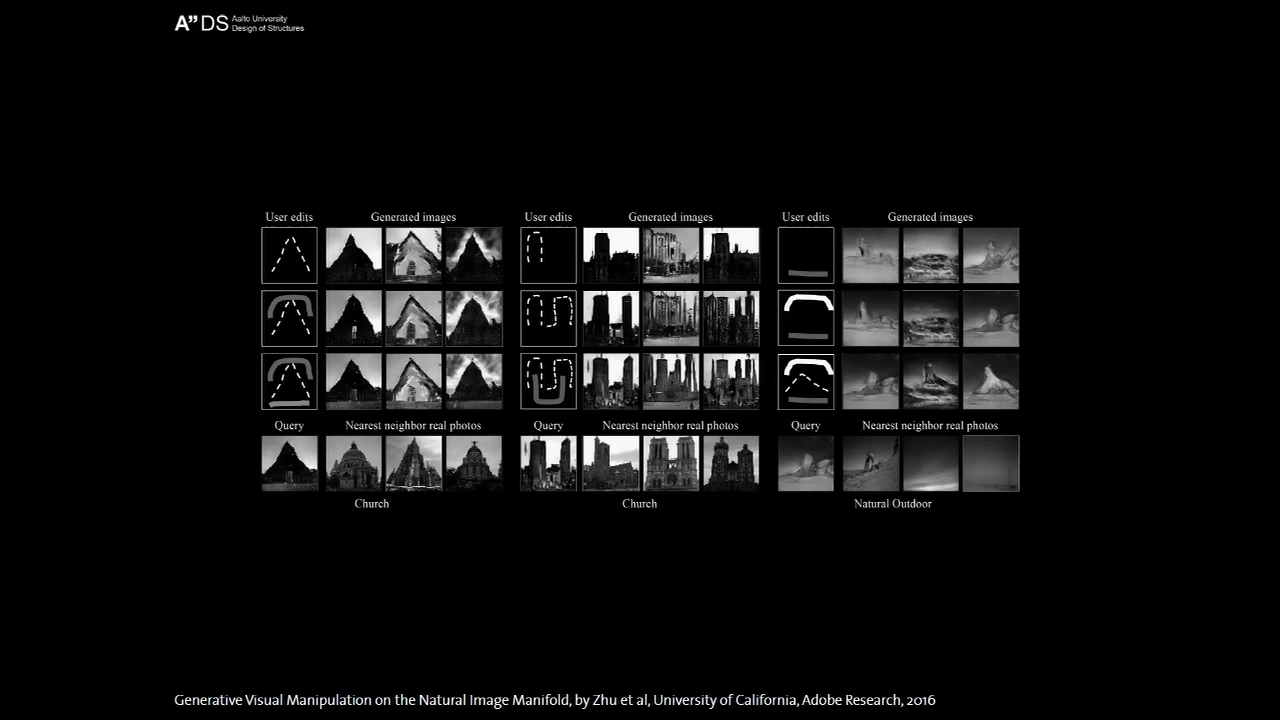 A” DS Aalto University
Design of Structures
User edits Generated images User edits Generated images User edits Generated images
Query Nearest neighbor real photos Query Nearest neighbor real photos Query Nearest neighbor real photos
Church Church Natural Outdoor
Generative Visual Manipulation on the Natural Image Manifold, by Zhu et al, University of California, Adobe Research, 2016